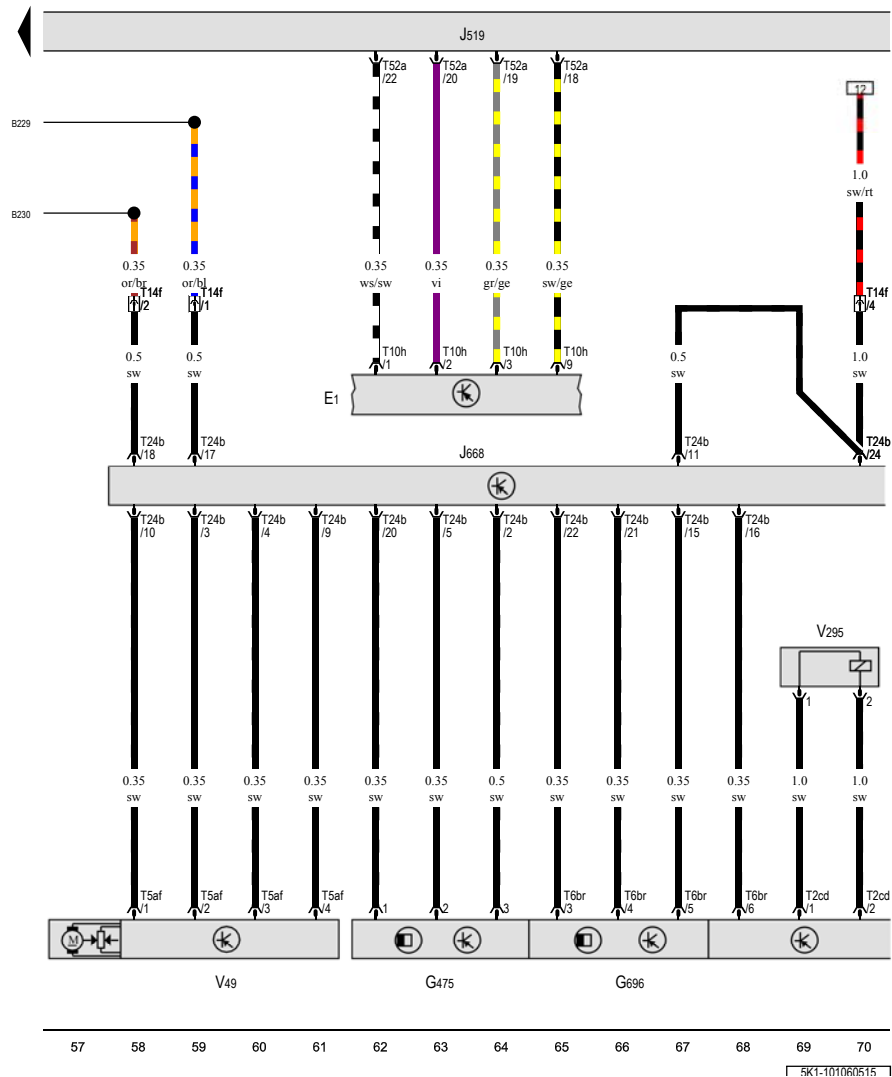 J519
T52a
/22
T52a
/20
T52a
/19
T52a
/18
12
B229
B230
1.0
sw/rt
0.35
or/br
0.35
or/bl
0.35
ws/sw
0.35
vi
0.35
gr/ge
0.35
sw/ge
T14f
/2
T14f
/1
T14f
/4
0.5
sw
0.5
sw
T10h
/1
T10h
/2
T10h
/3
T10h
/9
0.5
sw
1.0
sw
E1
T24b
/18
T24b
/17
J668
T24b
/11
T24b
/24
T24b
/10
T24b
/3
T24b
/4
T24b
/9
T24b
/20
T24b
/5
T24b
/2
T24b
/22
T24b
/21
T24b
/15
T24b
/16
V295
1
2
0.35
sw
0.35
sw
0.35
sw
0.35
sw
0.35
sw
0.35
sw
0.5
sw
0.35
sw
0.35
sw
0.35
sw
0.35
sw
1.0
sw
1.0
sw
T5af
/1
T5af
/2
T5af
/3
T5af
/4
1
2
3
T6br
/3
T6br
/4
T6br
/5
T6br
/6
T2cd
/1
T2cd
/2
M
V49
G475
G696
57 58 59 60 61 62 63 64 65 66 67 68 69 70
5K1-101060515